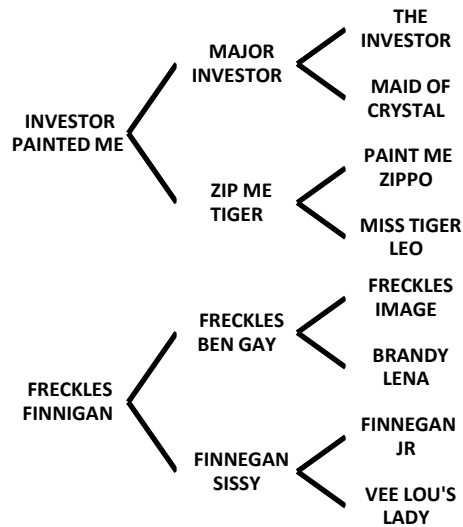 THE
INVESTOR
MAJOR
INVESTOR
MAID OF
CRYSTAL
INVESTOR
PAINTED ME
PAINT ME
ZIPPO
ZIP ME
TIGER
MISS TIGER
LEO
FRECKLES
IMAGE
FRECKLES
BEN GAY
BRANDY
LENA
FRECKLES
FINNIGAN
FINNEGAN
JR
FINNEGAN
SISSY
VEE LOU'S
LADY